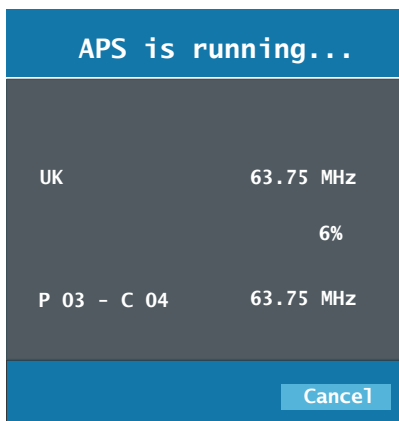 APS is running...
UK 63.75 MHz
6%
P 03 - C 04 63.75 MHz
Cancel